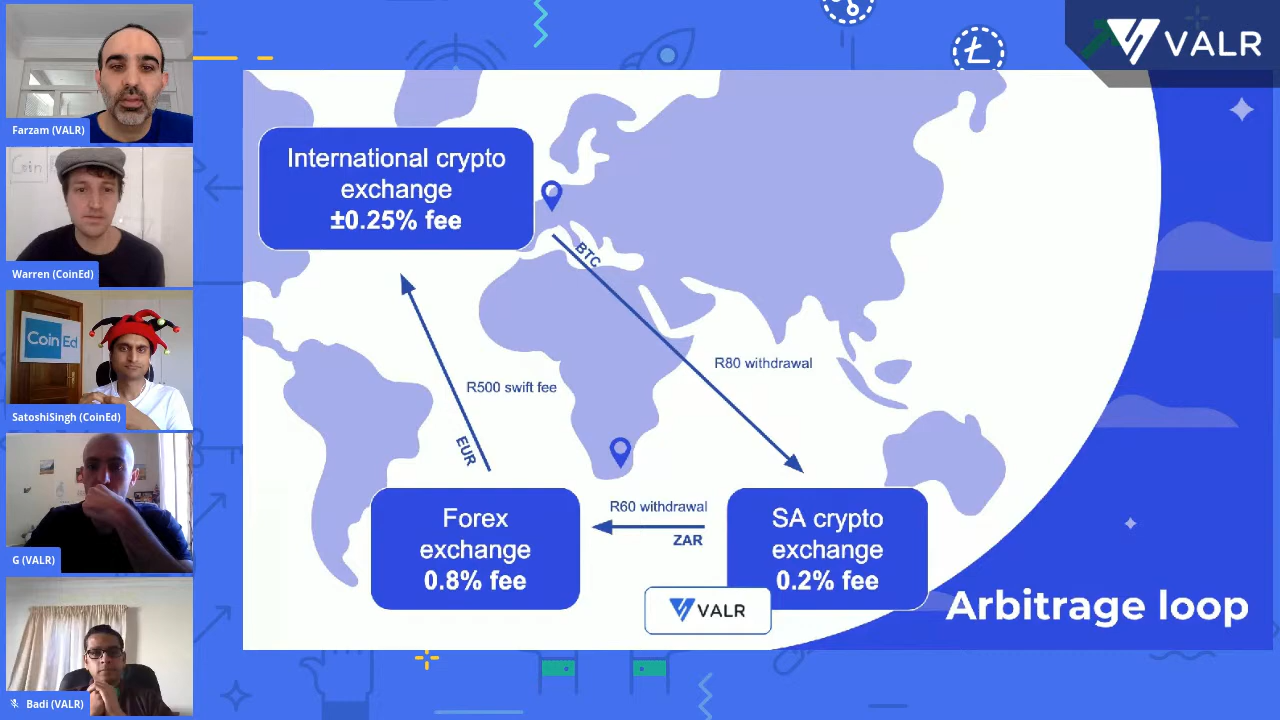 VALR
Farzam (VALR)
Warren (CoinEd)
CoinEd
SatoshiSingh (CoinEd)
G (VALR)
Badi (VALR)
International crypto
exchange
±0.25% fee
BTC
R80 withdrawal
R500 swift fee
EUR
Forex
exchange
0.8% fee
R60 withdrawal
ZAR
SA crypto
exchange
0.2% fee
VALR
Arbitrage loop